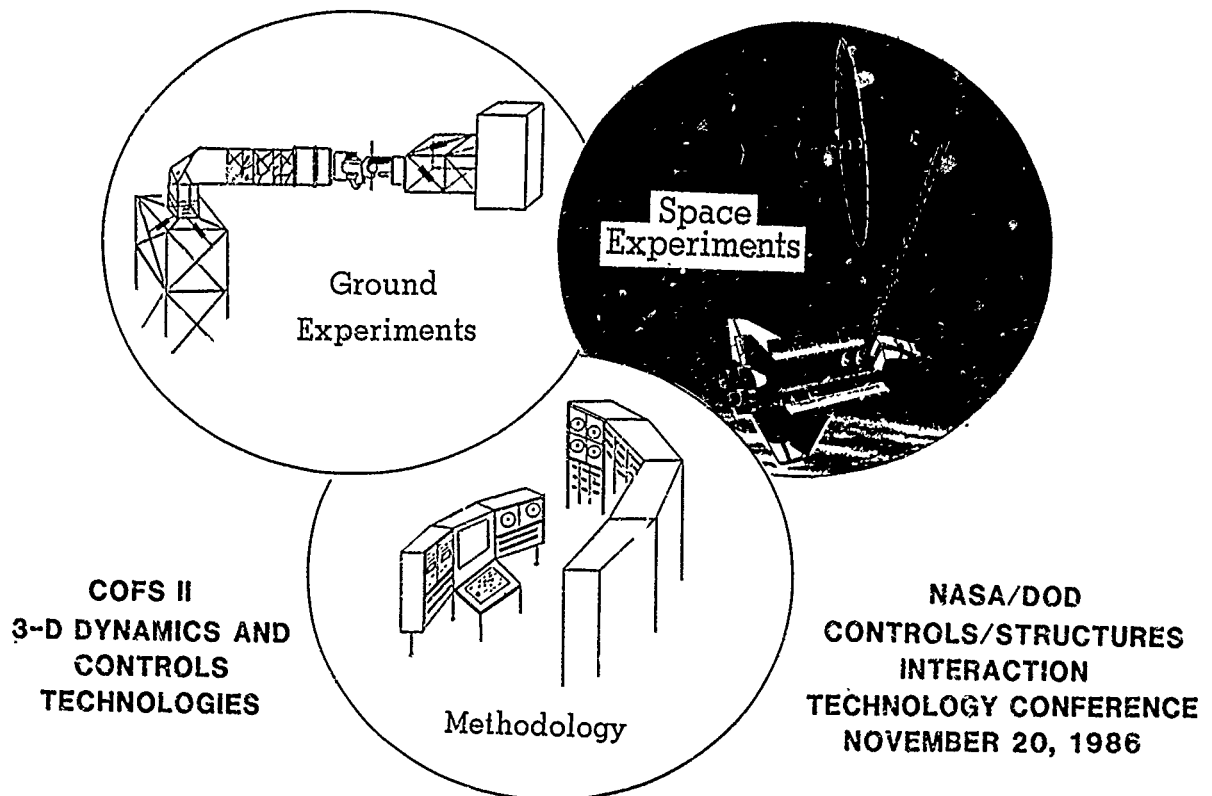 Ground
Experiments
Space
Experiments
Methodology
COFS II
3-D DYNAMICS AND
CONTROLS
TECHNOLOGIES
NASA/DOD
CONTROLS/STRUCTURES
INTERACTION
TECHNOLOGY CONFERENCE
NOVEMBER 20, 1986